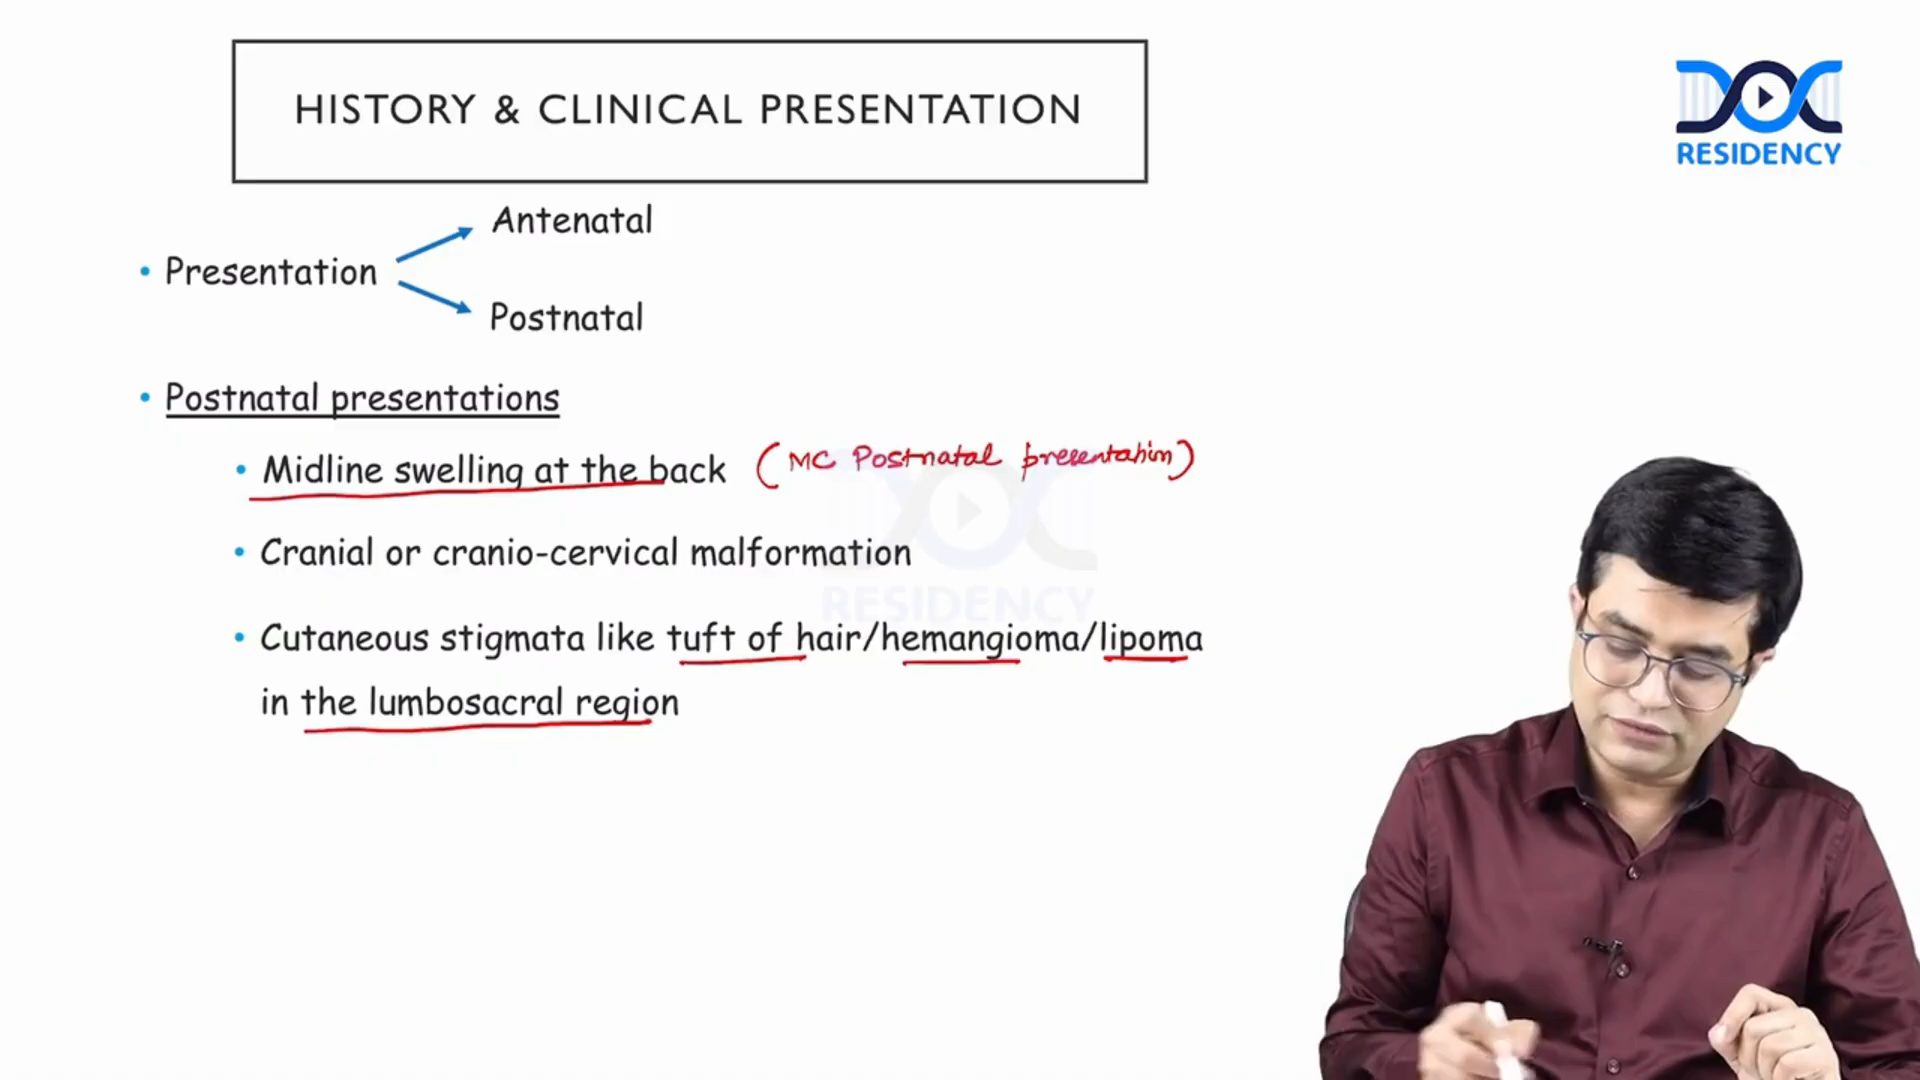 HISTORY & CLINICAL PRESENTATION
RESIDENCY
Antenatal
• Presentation
Postnatal
• Postnatal presentations
• Midline swelling at the back (MC Postnatal presentation)
• Cranial or cranio-cervical malformation
RESIDENCY
• Cutaneous stigmata like tuft of hair/hemangioma/lipoma
in the lumbosacral region